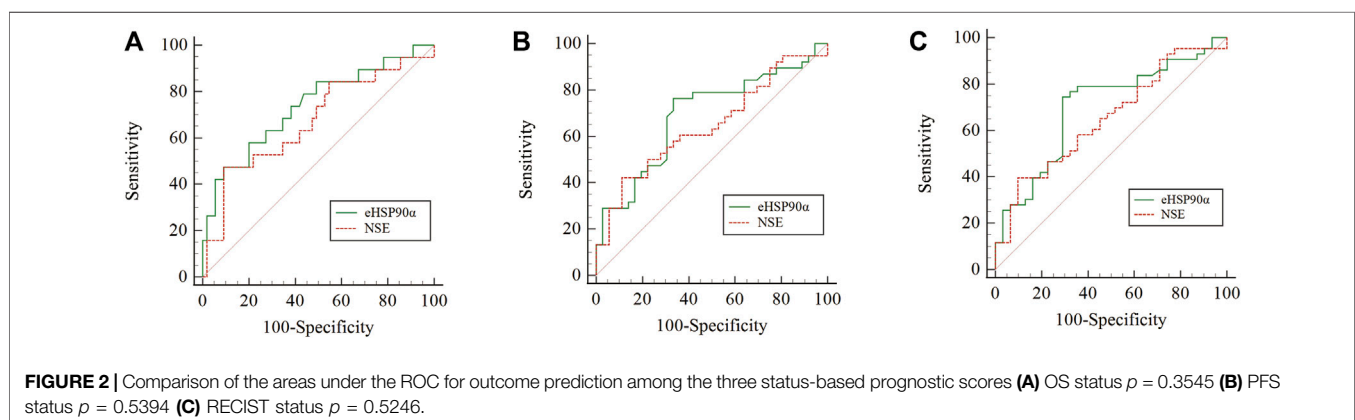 A
Sensitivity
100
80
60
40
20
0
eHSP90α
NSE
0 20 40 60 80 100
100-Specificity
B
Sensitivity
100
80
60
40
20
0
eHSP90α
NSE
0 20 40 60 80 100
100-Specificity
C
Sensitivity
100
80
60
40
20
0
eHSP90α
NSE
0 20 40 60 80 100
100-Specificity
FIGURE 2 | Comparison of the areas under the ROC for outcome prediction among the three status-based prognostic scores (A) OS status p = 0.3545 (B) PFS
status p = 0.5394 (C) RECIST status p = 0.5246.